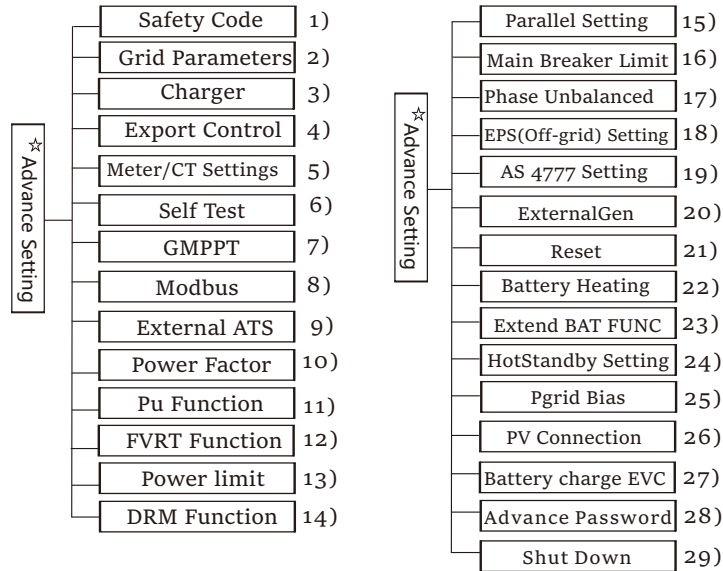 ☆Advance Setting
Safety Code 1)
Grid Parameters 2)
Charger 3)
Export Control 4)
Meter/CT Settings 5)
Self Test 6)
GMPPT 7)
Modbus 8)
External ATS 9)
Power Factor 10)
Pu Function 11)
FVRT Function 12)
Power limit 13)
DRM Function 14)
☆Advance Setting
Parallel Setting 15)
Main Breaker Limit 16)
Phase Unbalanced 17)
EPS(Off-grid) Setting 18)
AS 4777 Setting 19)
ExternalGen 20)
Reset 21)
Battery Heating 22)
Extend BAT FUNC 23)
HotStandby Setting 24)
Pgrid Bias 25)
PV Connection 26)
Battery charge EVC 27)
Advance Password 28)
Shut Down 29)